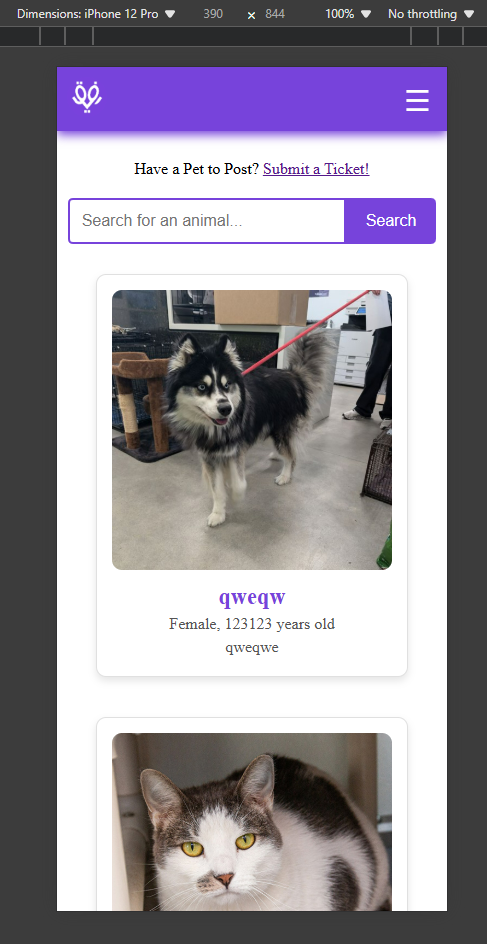 Dimensions: iPhone 12 Pro ▼ 390 × 844 100% ▼ No throttling ▼
☰
Have a Pet to Post? Submit a Ticket!
Search for an animal... Search
qweqw
Female, 123123 years old
qweqwe